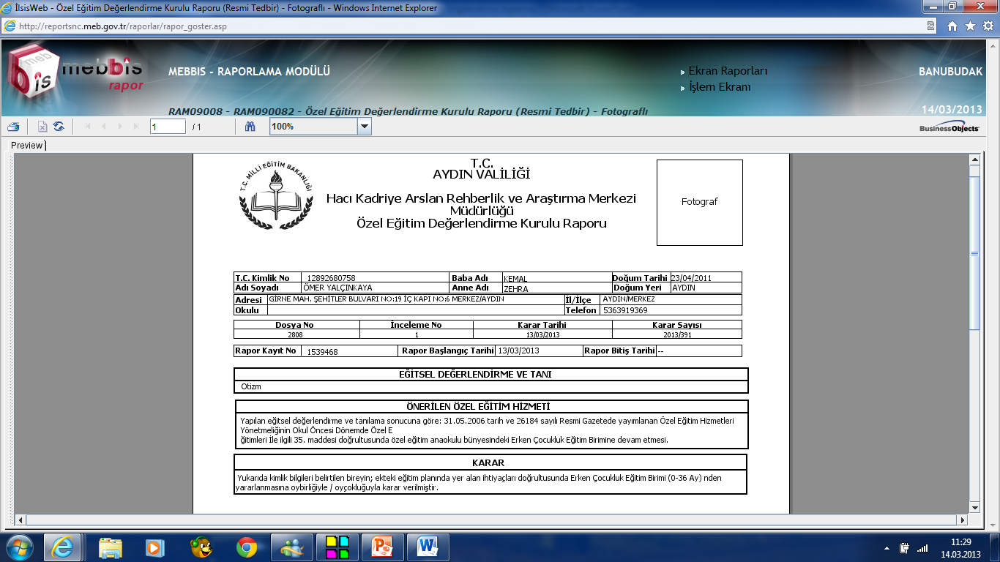 İlsisWeb - Özel Eğitim Değerlendirme Kurulu Raporu (Resmi Tedbir) - Fotograflı - Windows Internet Explorer
http://reportsnc.meb.gov.tr/raporlar/rapor_goster.asp
mebbis rapor
MEBBIS - RAPORLAMA MODÜLÜ
Ekran Raporları
BANUBUDAK
İşlem Ekranı
RAM09008 - RAM090082 - Özel Eğitim Değerlendirme Kurulu Raporu (Resmi Tedbir) - Fotograflı
14/03/2013
1 / 1 100% BusinessObjects
Preview
T.C. MİLLİ EĞİTİM BAKANLIĞI
T.C.
AYDIN VALİLİĞİ
Hacı Kadriye Arslan Rehberlik ve Araştırma Merkezi
Müdürlüğü
Özel Eğitim Değerlendirme Kurulu Raporu
Fotograf
T.C. Kimlik No 12892680758 Baba Adı KEMAL Doğum Tarihi 23/04/2011
Adı Soyadı ÖMER YALÇINKAYA Anne Adı ZEHRA Doğum Yeri AYDIN
Adresi GİRNE MAH. ŞEHİTLER BULVARI NO:19 İÇ KAPI NO:6 MERKEZ/AYDIN İl/İlçe AYDIN/MERKEZ
Okulu Telefon 5363919369
Dosya No İnceleme No Karar Tarihi Karar Sayısı
2808 1 13/03/2013 2013/391
Rapor Kayıt No 1539468 Rapor Başlangıç Tarihi 13/03/2013 Rapor Bitiş Tarihi --
EĞİTSEL DEĞERLENDİRME VE TANI
Otizm
ÖNERİLEN ÖZEL EĞİTİM HİZMETİ
Yapılan eğitsel değerlendirme ve tanılama sonucuna göre: 31.05.2006 tarih ve 26184 sayılı Resmi Gazetede yayımlanan Özel Eğitim Hizmetleri
Yönetmeliğinin Okul Öncesi Dönemde Özel E
ğitimleri İle ilgili 35. maddesi doğrultusunda özel eğitim anaokulu bünyesindeki Erken Çocukluk Eğitim Birimine devam etmesi.
KARAR
Yukarıda kimlik bilgileri belirtilen bireyin; ekteki eğitim planında yer alan ihtiyaçları doğrultusunda Erken Çocukluk Eğitim Birimi (0-36 Ay) nden
yararlanmasına oybirliğiyle / oyçokluğuyla karar verilmiştir.
11:29
14.03.2013